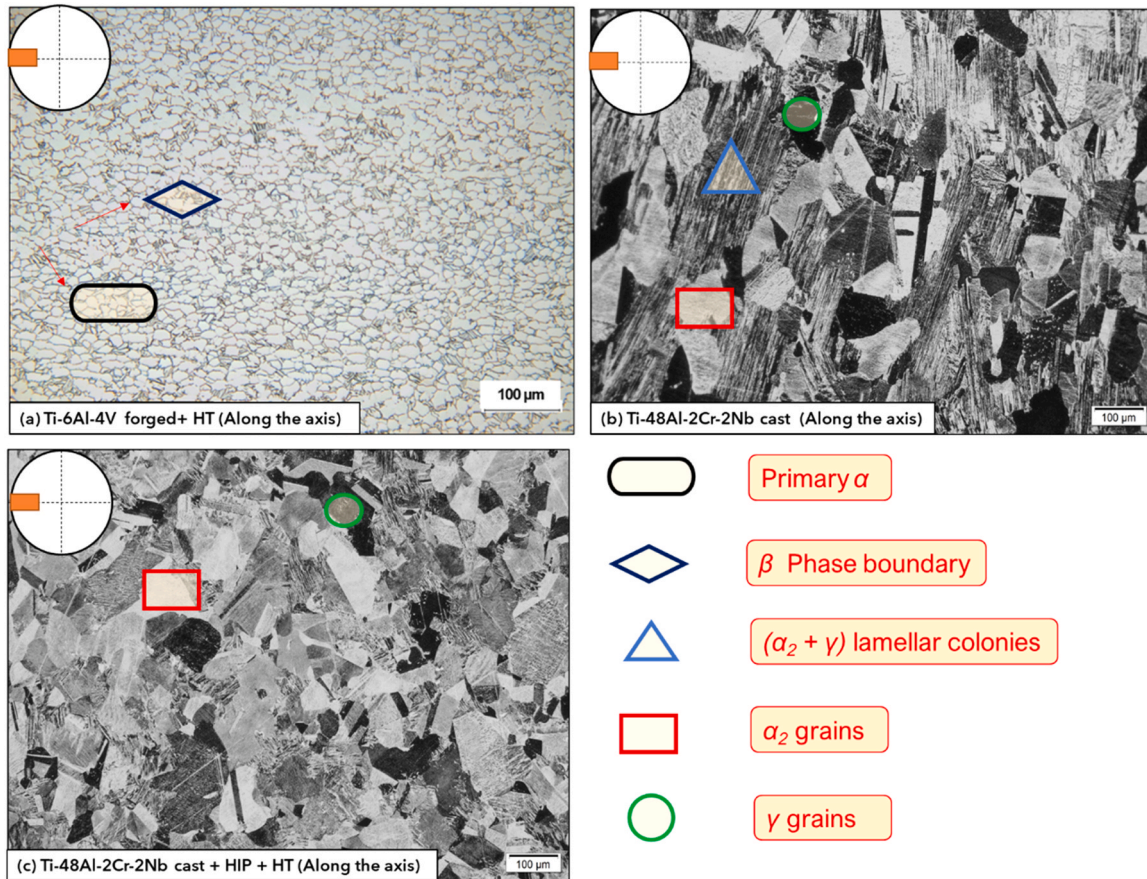 100 µm
(a) Ti-6Al-4V forged+ HT (Along the axis)
100 µm
(b) Ti-48Al-2Cr-2Nb cast (Along the axis)
100 µm
(c) Ti-48Al-2Cr-2Nb cast + HIP + HT (Along the axis)
Primary α
β Phase boundary
(α₂ + γ) lamellar colonies
α₂ grains
γ grains